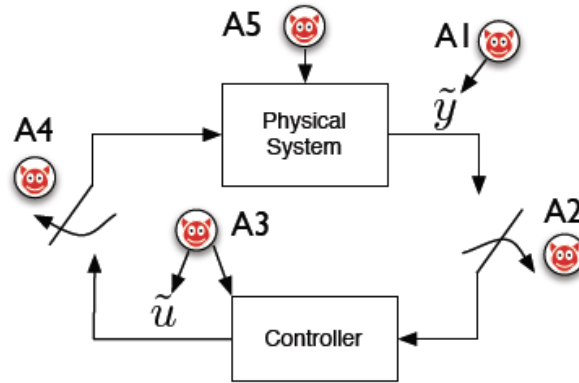 A5
A1
ỹ
Physical
System
A4
A2
A3
ũ
Controller